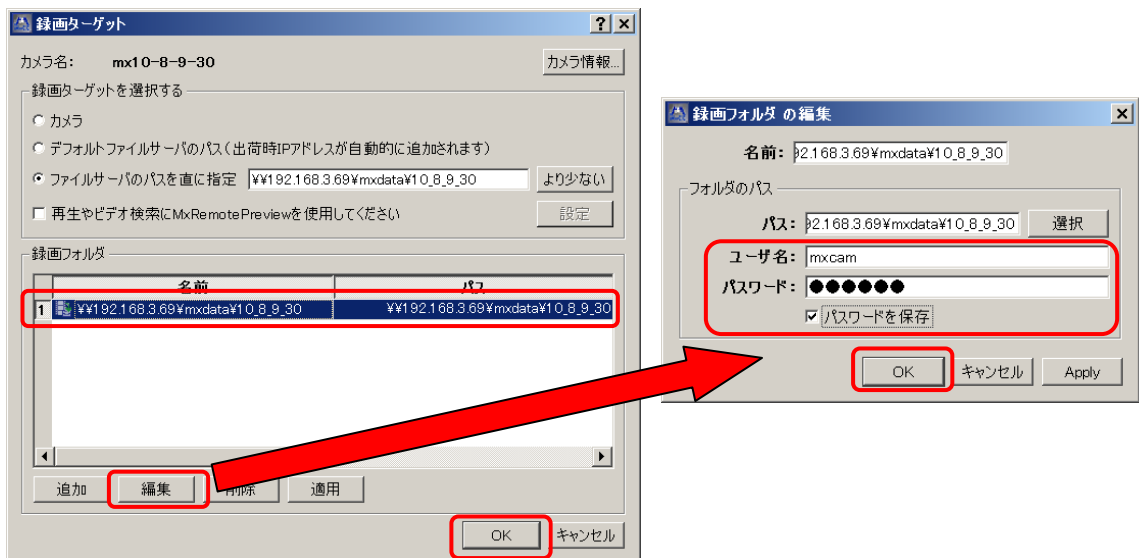 録画ターゲット
カメラ名: mx10-8-9-30 カメラ情報...
録画ターゲットを選択する
カメラ
デフォルトファイルサーバのパス(出荷時IPアドレスが自動的に追加されます)
ファイルサーバのパスを直に指定 ¥¥192.168.3.69¥mxdata¥10_8_9_30 より少ない
再生やビデオ検索にMxRemotePreviewを使用してください 設定
録画フォルダ
名前 パス
1 ¥¥192.168.3.69¥mxdata¥10_8_9_30 ¥¥192.168.3.69¥mxdata¥10_8_9_30
追加 編集 削除 適用
OK キャンセル
録画フォルダ の編集
名前: 92.168.3.69¥mxdata¥10_8_9_30
フォルダのパス
パス: 92.168.3.69¥mxdata¥10_8_9_30 選択
ユーザ名: mxcam
パスワード: ●●●●●●
パスワードを保存
OK キャンセル Apply